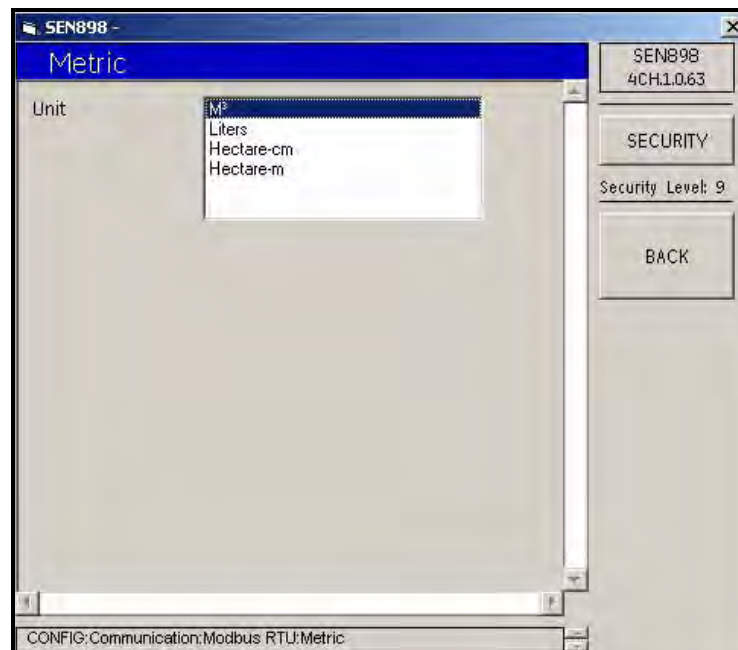 SEN898 -
Metric
Unit
M³
Liters
Hectare-cm
Hectare-m
SEN898
4CH.1.0.63
SECURITY
Security Level: 9
BACK
CONFIG:Communication:Modbus RTU:Metric